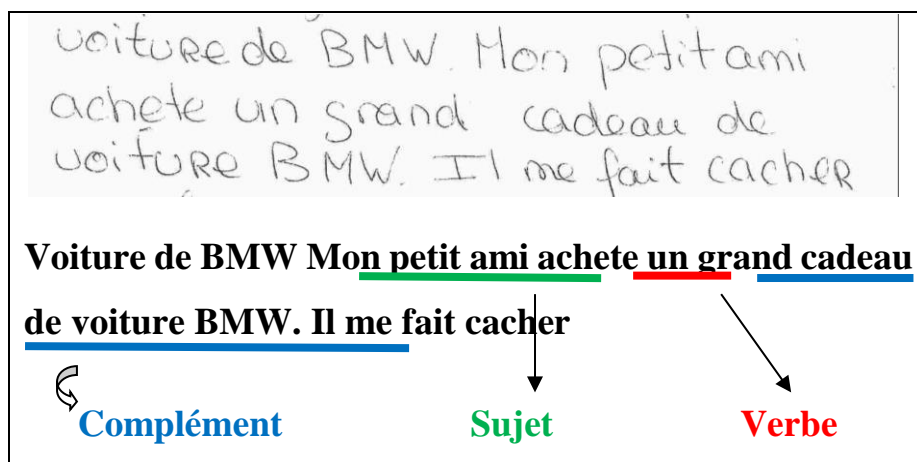 voiture de BMW. Mon petit ami
achete un grand cadeau de
voiture BMW. Il me fait cacher
Voiture de BMW Mon petit ami achete un grand cadeau
de voiture BMW. Il me fait cacher
Complément Sujet Verbe